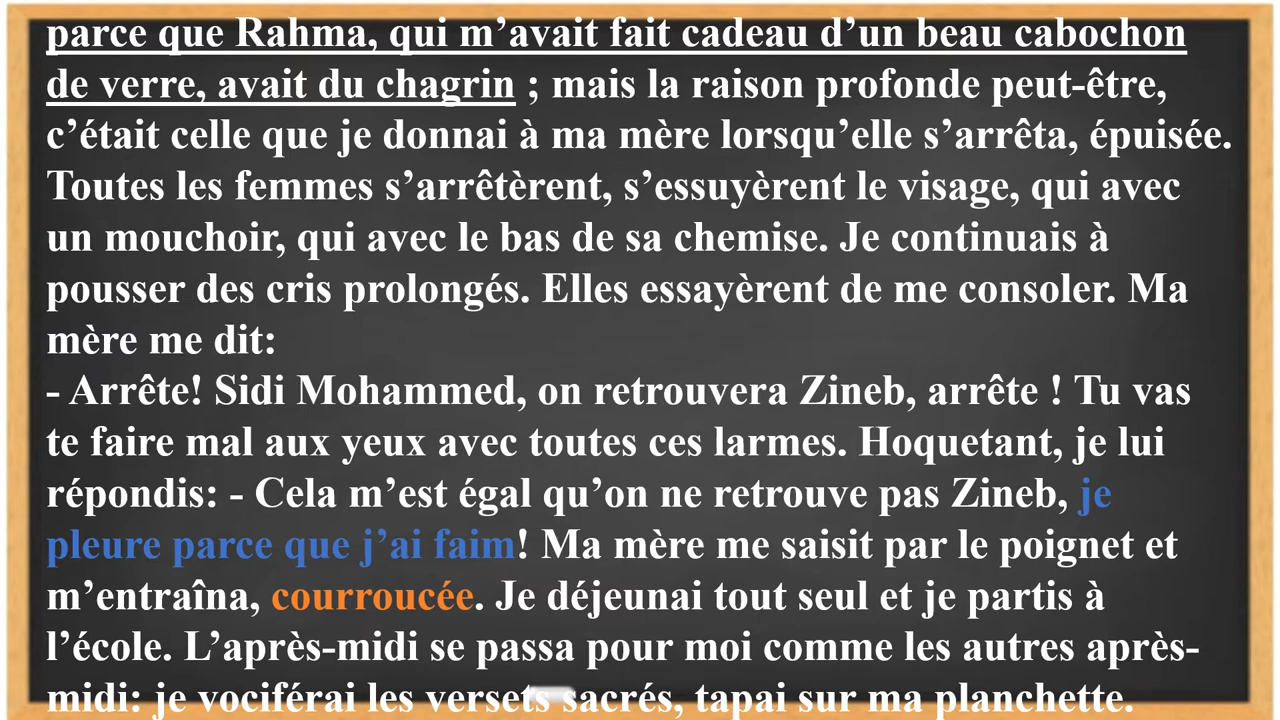 parce que Rahma, qui m’avait fait cadeau d’un beau cabochon
de verre, avait du chagrin ; mais la raison profonde peut-être,
c’était celle que je donnai à ma mère lorsqu’elle s’arrêta, épuisée.
Toutes les femmes s’arrêtèrent, s’essuyèrent le visage, qui avec
un mouchoir, qui avec le bas de sa chemise. Je continuais à
pousser des cris prolongés. Elles essayèrent de me consoler. Ma
mère me dit:
- Arrête! Sidi Mohammed, on retrouvera Zineb, arrête ! Tu vas
te faire mal aux yeux avec toutes ces larmes. Hoquetant, je lui
répondis: - Cela m’est égal qu’on ne retrouve pas Zineb, je
pleure parce que j’ai faim! Ma mère me saisit par le poignet et
m’entraîna, courroucée. Je déjeunai tout seul et je partis à
l’école. L’après-midi se passa pour moi comme les autres après-
midi: je vociférai les versets sacrés, tapai sur ma planchette.